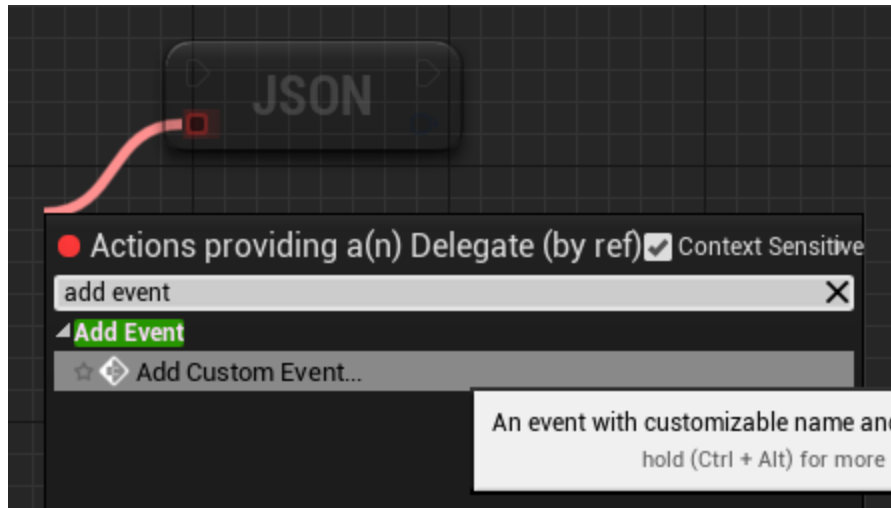 JSON
Actions providing a(n) Delegate (by ref) Context Sensitive
add event
Add Event
Add Custom Event...
An event with customizable name and
hold (Ctrl + Alt) for more